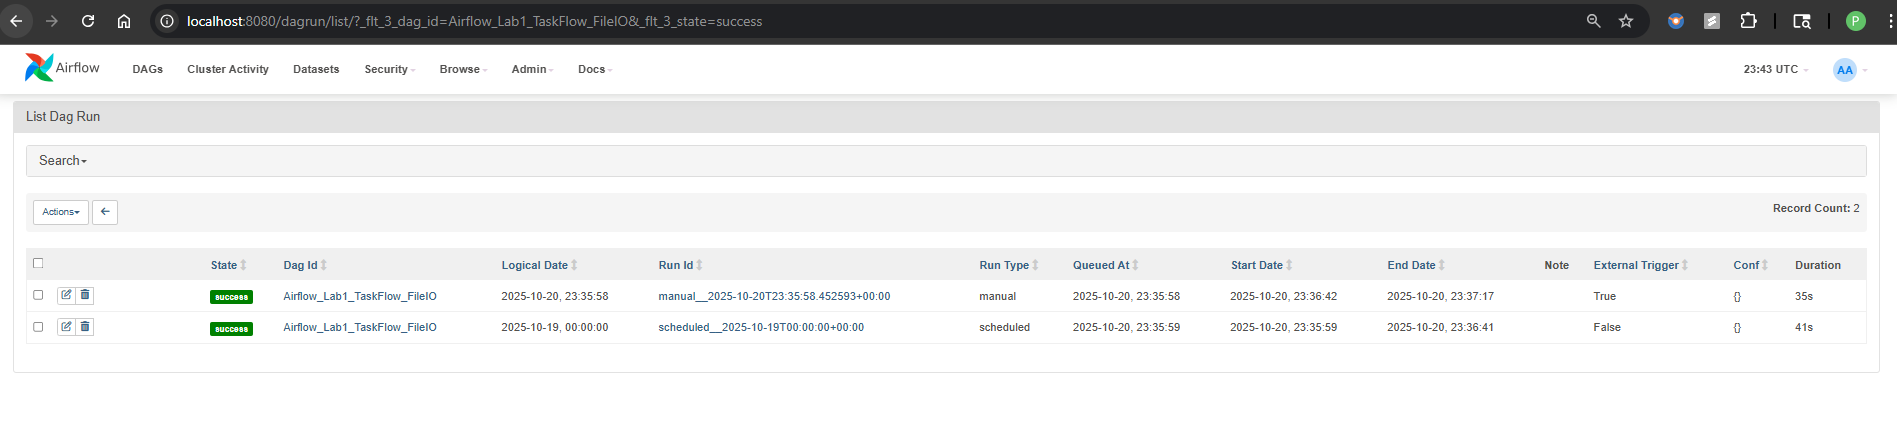 localhost:8080/dagrun/list/?_flt_3_dag_id=Airflow_Lab1_TaskFlow_FileIO&_flt_3_state=success
P
Airflow DAGs Cluster Activity Datasets Security Browse Admin Docs 23:43 UTC AA
List Dag Run
Search
Actions Record Count: 2
State Dag Id Logical Date Run Id Run Type Queued At Start Date End Date Note External Trigger Conf Duration
success Airflow_Lab1_TaskFlow_FileIO 2025-10-20, 23:35:58 manual__2025-10-20T23:35:58.452593+00:00 manual 2025-10-20, 23:35:58 2025-10-20, 23:36:42 2025-10-20, 23:37:17 True {} 35s
success Airflow_Lab1_TaskFlow_FileIO 2025-10-19, 00:00:00 scheduled__2025-10-19T00:00:00+00:00 scheduled 2025-10-20, 23:35:59 2025-10-20, 23:35:59 2025-10-20, 23:36:41 False {} 41s